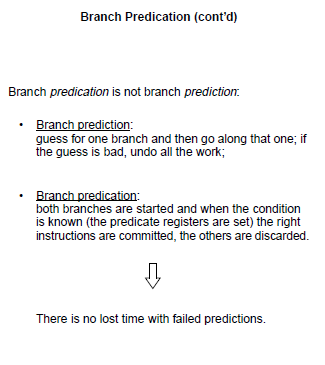 Branch Predication (cont'd)
Branch predication is not branch prediction:
• Branch prediction:
guess for one branch and then go along that one; if
the guess is bad, undo all the work;
• Branch predication:
both branches are started and when the condition
is known (the predicate registers are set) the right
instructions are committed, the others are discarded.
There is no lost time with failed predictions.